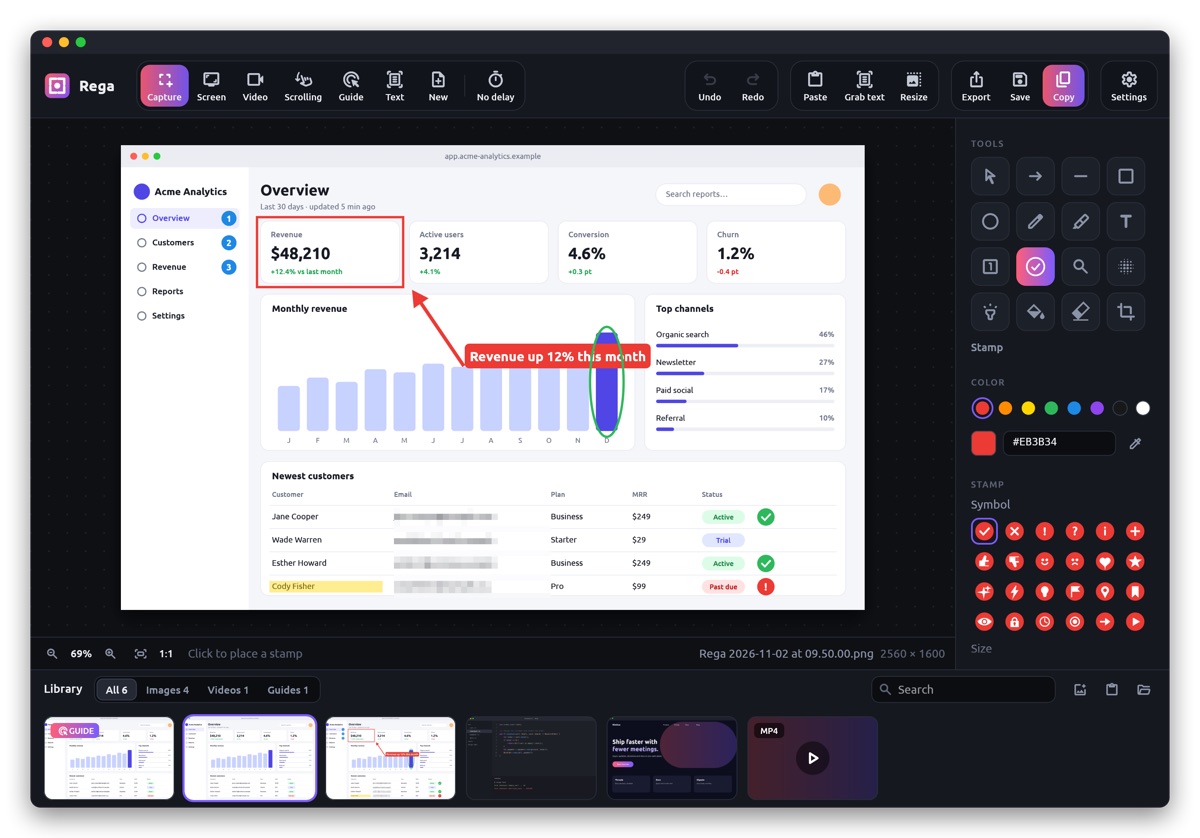 Rega
Capture Screen Video Scrolling Guide Text New No delay Undo Redo Paste Grab text Resize Export Save Copy Settings
app.acme-analytics.example
Acme Analytics
Overview 1
Customers 2
Revenue 3
Reports
Settings
Overview
Last 30 days · updated 5 min ago
Search reports...
Revenue
$48,210
+12.4% vs last month
Active users
3,214
+4.1%
Conversion
4.6%
+0.3 pt
Churn
1.2%
-0.4 pt
Monthly revenue
Revenue up 12% this month
J F M A M J J A S O N D
Top channels
Organic search 46%
Newsletter 27%
Paid social 17%
Referral 10%
Newest customers
Customer Email Plan MRR Status
Jane Cooper Business $249 Active
Wade Warren Starter $29 Trial
Esther Howard Business $249 Active
Cody Fisher Pro $99 Past due
TOOLS
T
1
Stamp
COLOR
#EB3B34
STAMP
Symbol
Size
69% 1:1 Click to place a stamp Rega 2026-11-02 at 09.50.00.png 2560 × 1600
Library All 6 Images 4 Videos 1 Guides 1 Search
GUIDE
Ship faster with
fewer meetings.
MP4